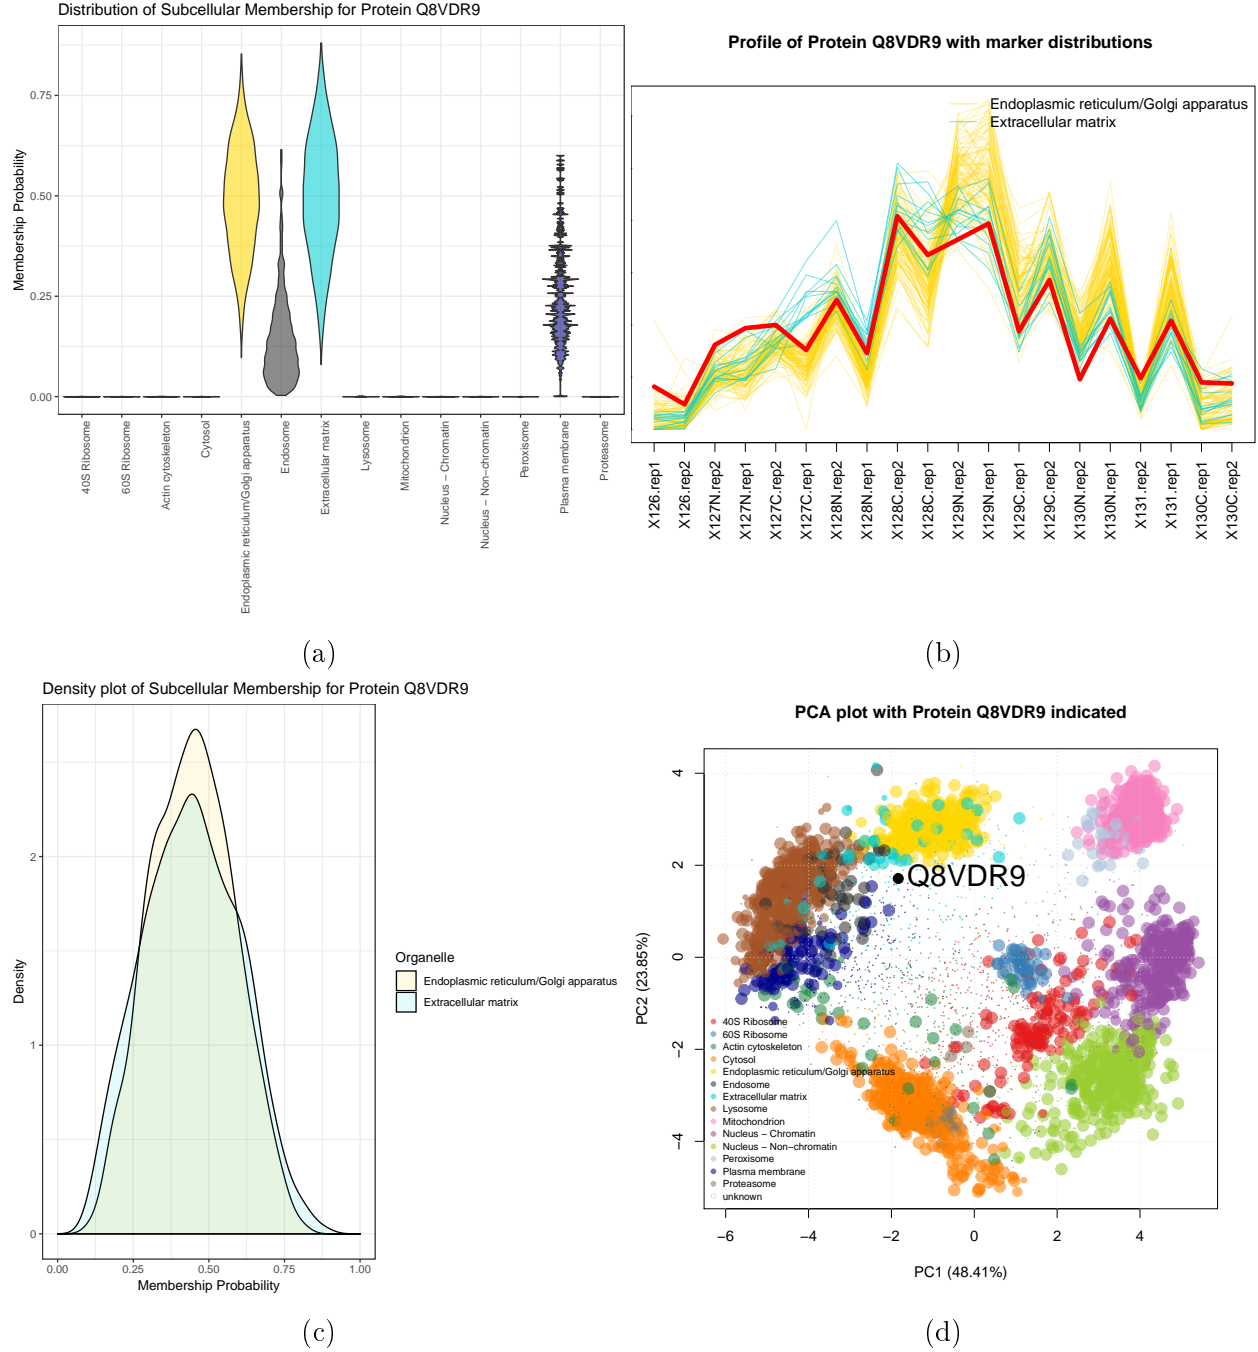 Distribution of Subcellular Membership for Protein Q8VDR9
Membership Probability
0.75
0.50
0.25
0.00
40S Ribosome
60S Ribosome
Actin cytoskeleton
Cytosol
Endoplasmic reticulum/Golgi apparatus
Endosome
Extracellular matrix
Lysosome
Mitochondrion
Nucleus − Chromatin
Nucleus − Non−chromatin
Peroxisome
Plasma membrane
Proteasome
(a)
Profile of Protein Q8VDR9 with marker distributions
Endoplasmic reticulum/Golgi apparatus
Extracellular matrix
X126.rep1
X126.rep2
X127N.rep2
X127N.rep1
X127C.rep2
X127C.rep1
X128N.rep2
X128N.rep1
X128C.rep2
X128C.rep1
X129N.rep2
X129N.rep1
X129C.rep1
X129C.rep2
X130N.rep2
X130N.rep1
X131.rep2
X131.rep1
X130C.rep1
X130C.rep2
(b)
Density plot of Subcellular Membership for Protein Q8VDR9
Density
2
1
0
0.00
0.25
0.50
0.75
1.00
Membership Probability
Organelle
Endoplasmic reticulum/Golgi apparatus
Extracellular matrix
(c)
PCA plot with Protein Q8VDR9 indicated
PC2 (23.85%)
4
2
0
−2
−4
Q8VDR9
40S Ribosome
60S Ribosome
Actin cytoskeleton
Cytosol
Endoplasmic reticulum/Golgi apparatus
Endosome
Extracellular matrix
Lysosome
Mitochondrion
Nucleus − Chromatin
Nucleus − Non−chromatin
Peroxisome
Plasma membrane
Proteasome
unknown
−6
−4
−2
0
2
4
PC1 (48.41%)
(d)